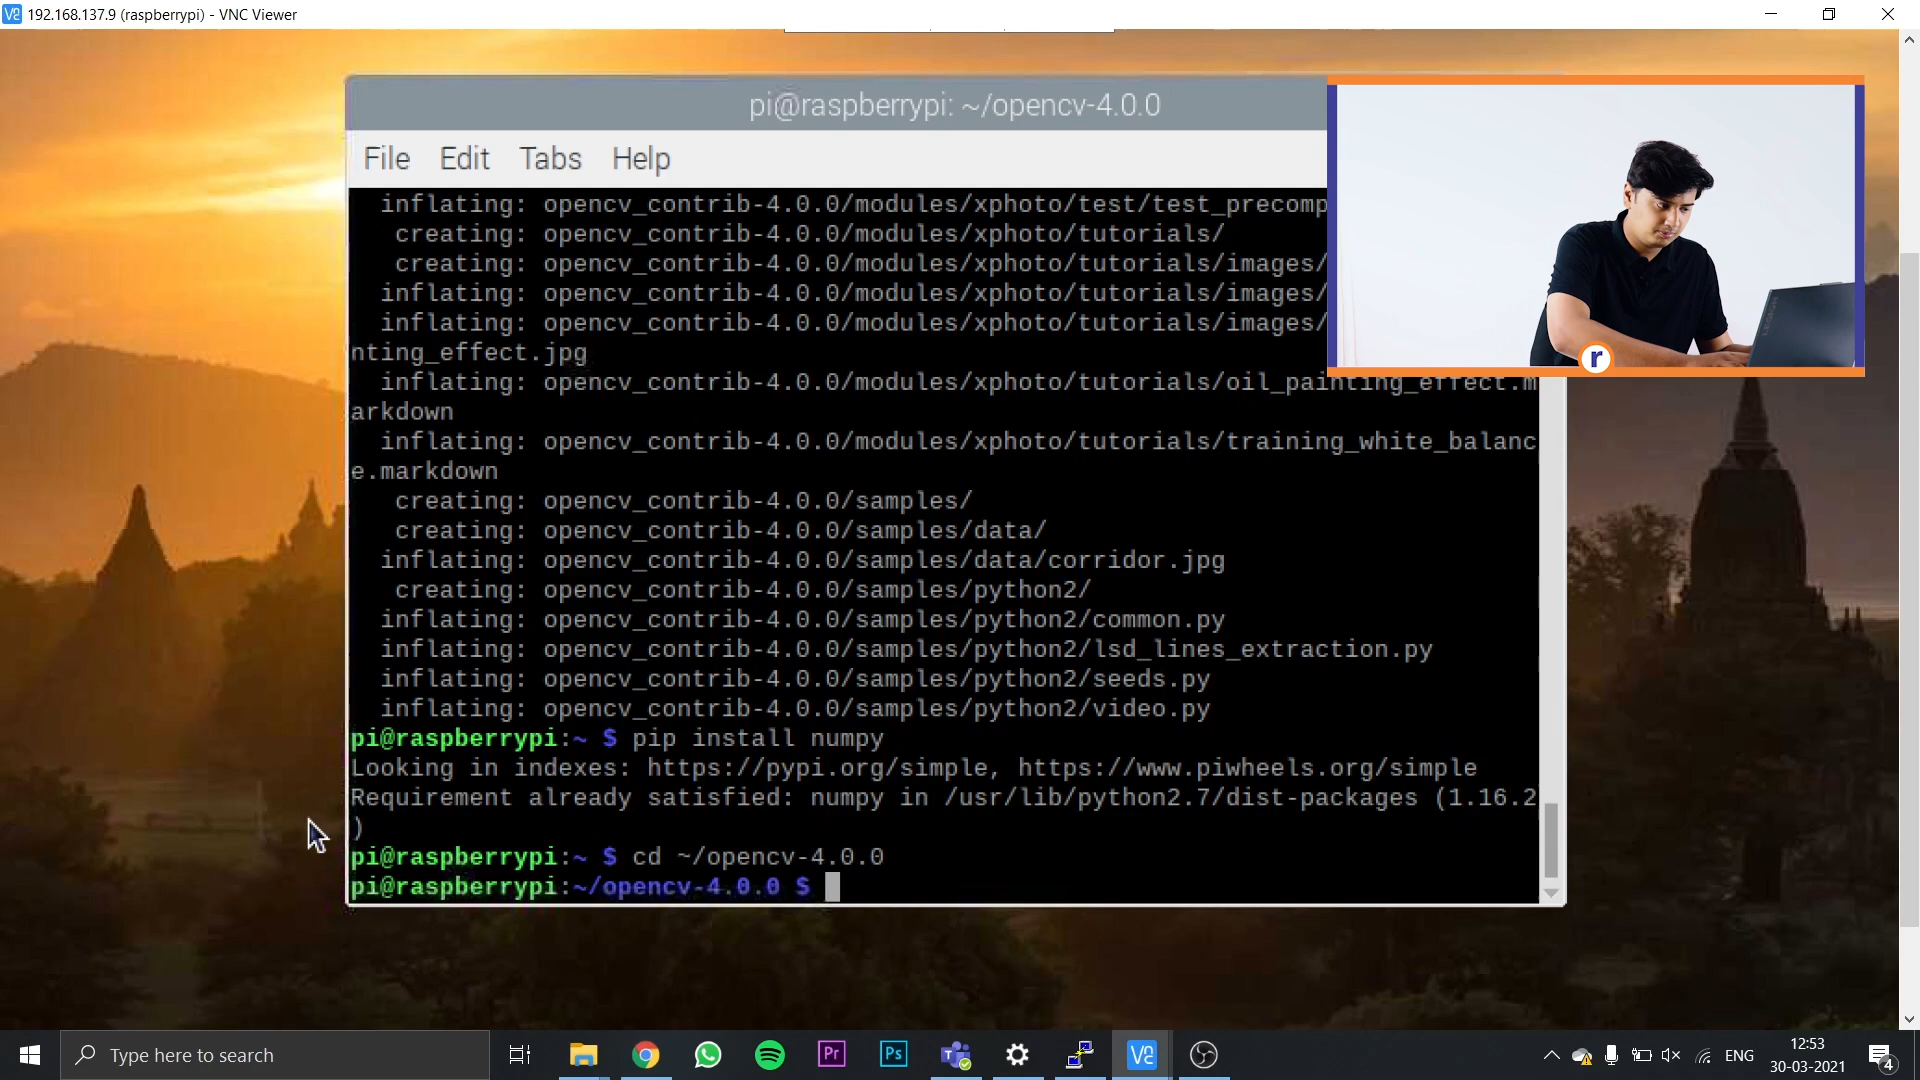 192.168.137.9 (raspberrypi) - VNC Viewer
pi@raspberrypi: ~/opencv-4.0.0
File Edit Tabs Help
inflating: opencv_contrib-4.0.0/modules/xphoto/test/test_precomp
creating: opencv_contrib-4.0.0/modules/xphoto/tutorials/
creating: opencv_contrib-4.0.0/modules/xphoto/tutorials/images/
inflating: opencv_contrib-4.0.0/modules/xphoto/tutorials/images/
inflating: opencv_contrib-4.0.0/modules/xphoto/tutorials/images/
nting_effect.jpg
inflating: opencv_contrib-4.0.0/modules/xphoto/tutorials/oil_painting_effect.m
arkdown
inflating: opencv_contrib-4.0.0/modules/xphoto/tutorials/training_white_balanc
e.markdown
creating: opencv_contrib-4.0.0/samples/
creating: opencv_contrib-4.0.0/samples/data/
inflating: opencv_contrib-4.0.0/samples/data/corridor.jpg
creating: opencv_contrib-4.0.0/samples/python2/
inflating: opencv_contrib-4.0.0/samples/python2/common.py
inflating: opencv_contrib-4.0.0/samples/python2/lsd_lines_extraction.py
inflating: opencv_contrib-4.0.0/samples/python2/seeds.py
inflating: opencv_contrib-4.0.0/samples/python2/video.py
pi@raspberrypi:~ $ pip install numpy
Looking in indexes: https://pypi.org/simple, https://www.piwheels.org/simple
Requirement already satisfied: numpy in /usr/lib/python2.7/dist-packages (1.16.2
)
pi@raspberrypi:~ $ cd ~/opencv-4.0.0
pi@raspberrypi:~/opencv-4.0.0 $
r
Type here to search
Pr
Ps
ENG
12:53
30-03-2021
4